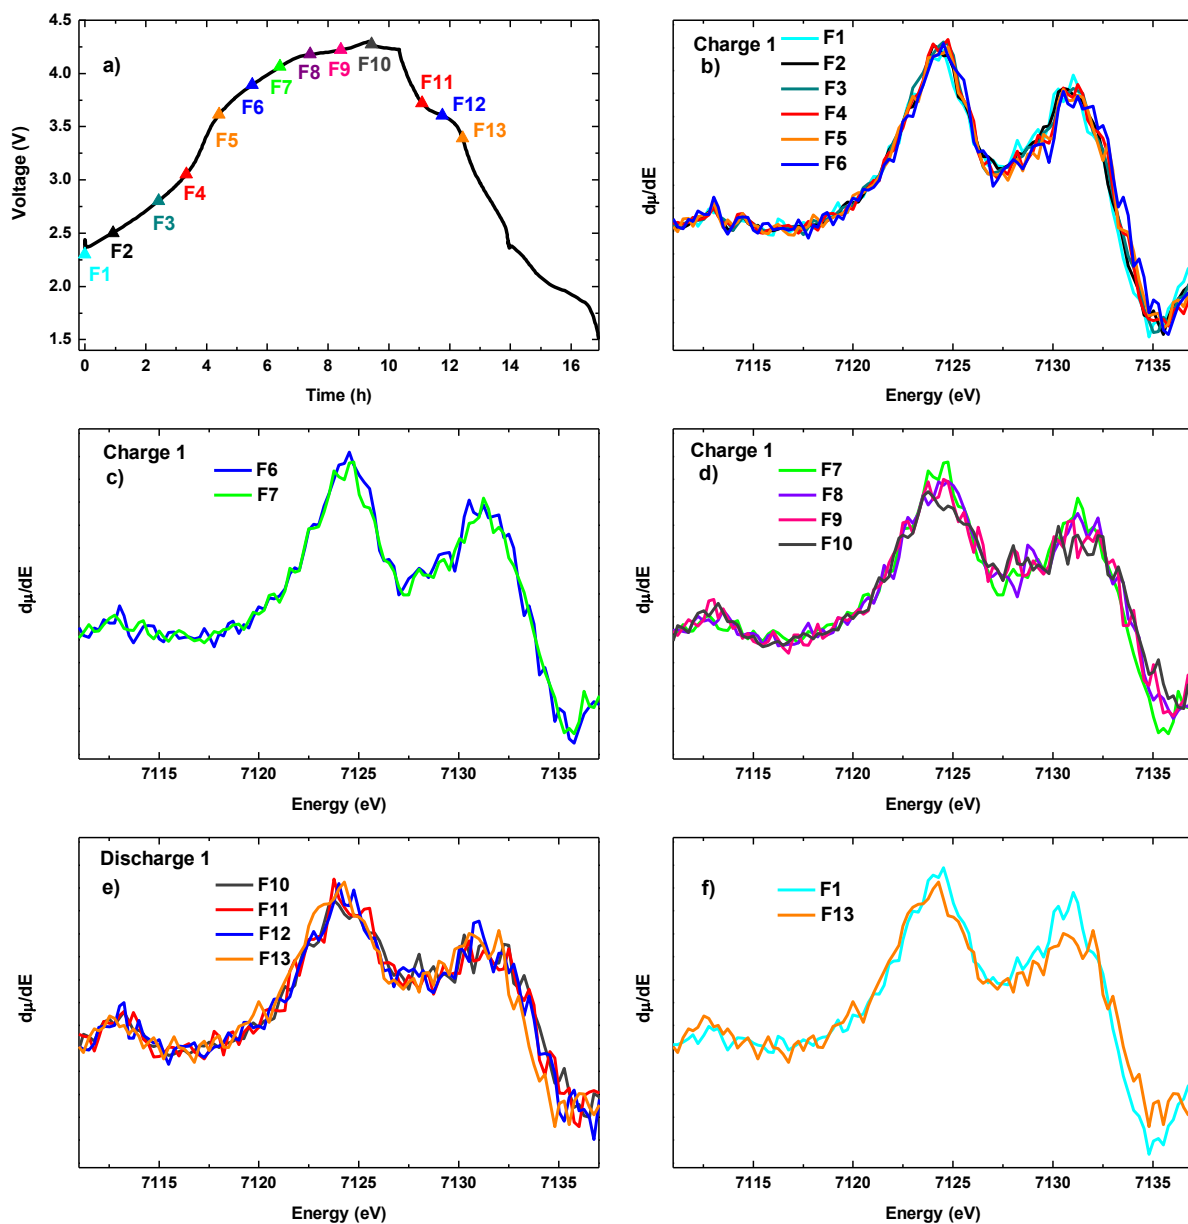 a)
4.5
4.0
3.5
3.0
2.5
2.0
1.5
Voltage (V)
F1
F2
F3
F4
F5
F6
F7
F8
F9
F10
F11
F12
F13
0 2 4 6 8 10 12 14 16
Time (h)
Charge 1
b)
F1
F2
F3
F4
F5
F6
dμ/dE
7115 7120 7125 7130 7135
Energy (eV)
Charge 1
c)
F6
F7
dμ/dE
7115 7120 7125 7130 7135
Energy (eV)
Charge 1
d)
F7
F8
F9
F10
dμ/dE
7115 7120 7125 7130 7135
Energy (eV)
Discharge 1
e)
F10
F11
F12
F13
dμ/dE
7115 7120 7125 7130 7135
Energy (eV)
f)
F1
F13
dμ/dE
7115 7120 7125 7130 7135
Energy (eV)